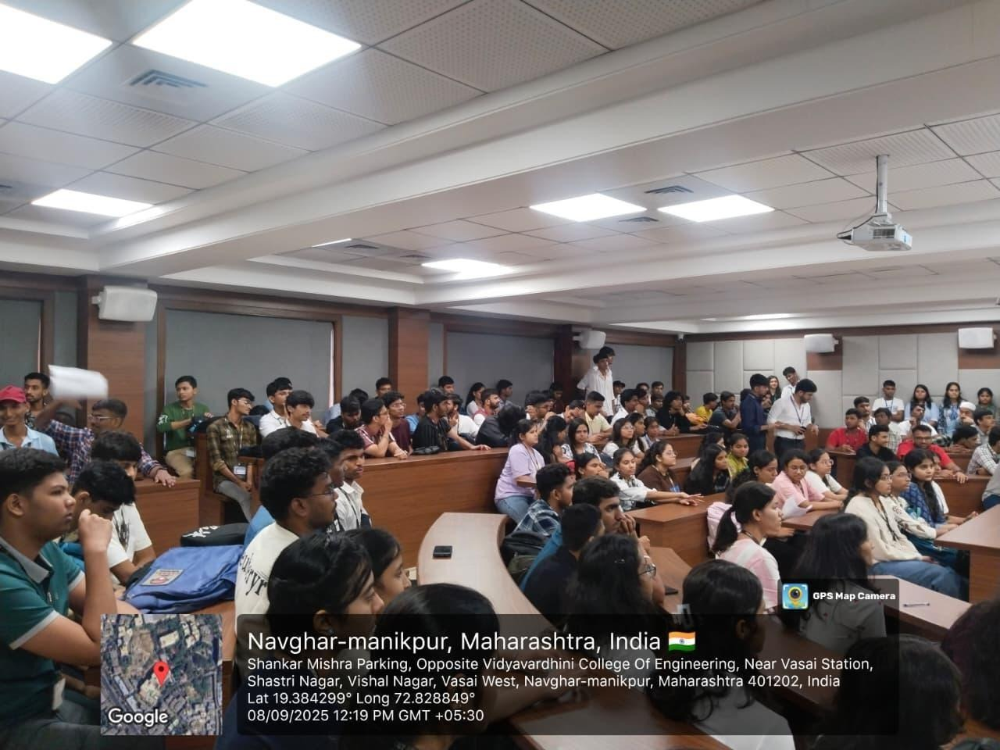 GPS Map Camera
Navghar-manikpur, Maharashtra, India
Shankar Mishra Parking, Opposite Vidyavardhini College Of Engineering, Near Vasai Station,
Shastri Nagar, Vishal Nagar, Vasai West, Navghar-manikpur, Maharashtra 401202, India
Lat 19.384299° Long 72.828849°
08/09/2025 12:19 PM GMT +05:30
Google